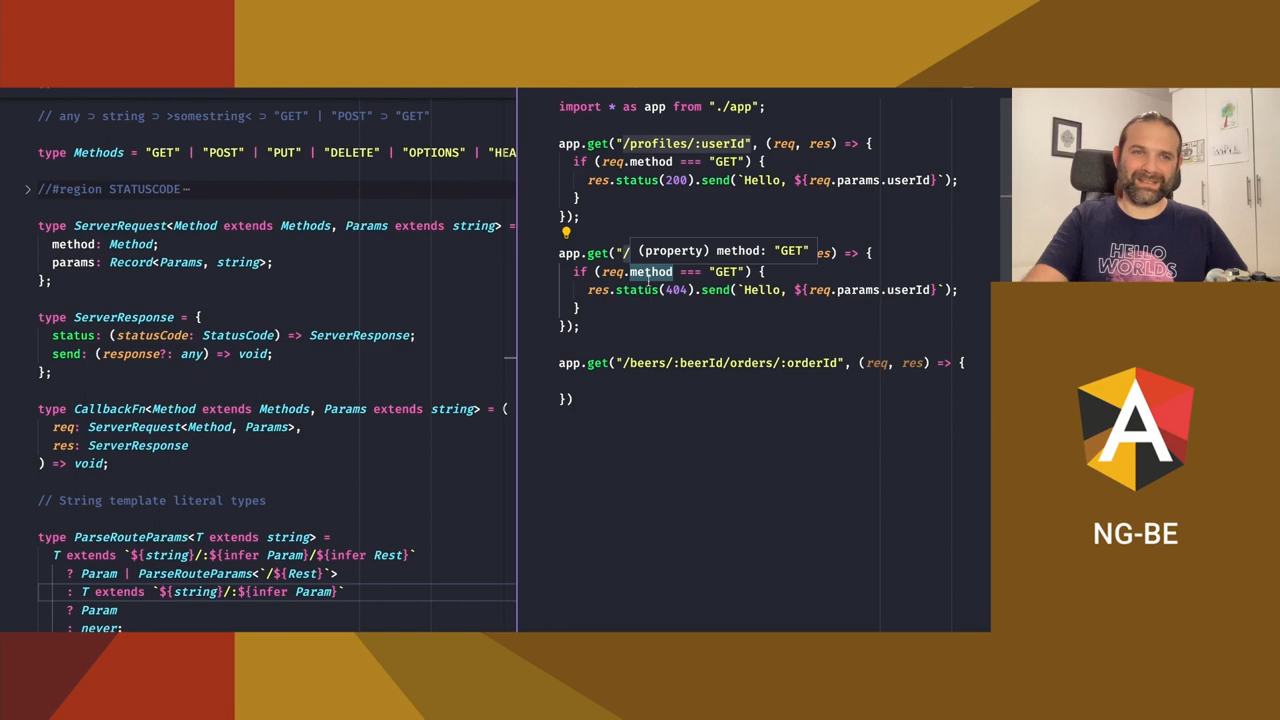 // any ⊃ string ⊃ >somestring< ⊃ "GET" | "POST" ⊃ "GET"
type Methods = "GET" | "POST" | "PUT" | "DELETE" | "OPTIONS" | "HEA
//#region STATUSCODE ⋯
type ServerRequest<Method extends Methods, Params extends string> =
method: Method;
params: Record<Params, string>;
};
type ServerResponse = {
status: (statusCode: StatusCode) => ServerResponse;
send: (response?: any) => void;
};
type CallbackFn<Method extends Methods, Params extends string> = (
req: ServerRequest<Method, Params>,
res: ServerResponse
) => void;
// String template literal types
type ParseRouteParams<T extends string> =
T extends `${string}/:${infer Param}/${infer Rest}`
? Param | ParseRouteParams<`/${Rest}`>
: T extends `${string}/:${infer Param}`
? Param
: never;
import * as app from "./app";
app.get("/profiles/:userId", (req, res) => {
if (req.method === "GET") {
res.status(200).send(`Hello, ${req.params.userId}`);
}
});
(property) method: "GET"
app.get("/ es) => {
if (req.method === "GET") {
res.status(404).send(`Hello, ${req.params.userId}`);
}
});
app.get("/beers/:beerId/orders/:orderId", (req, res) => {
})
HELLO
WORLDS
A
NG-BE